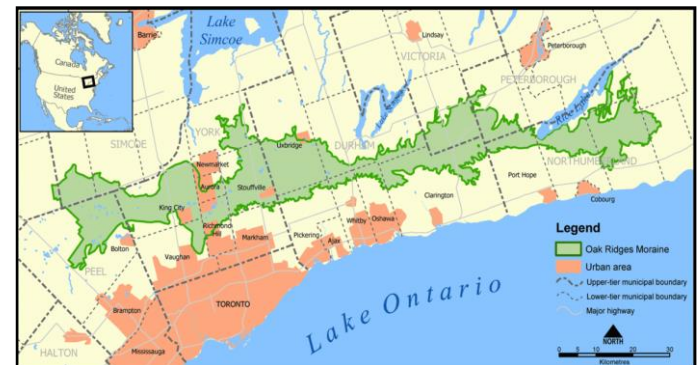 Canada
United
States
Barrie
Lake
Simcoe
Lindsay
Peterborough
VICTORIA
PETERBOROUGH
Rice Lake
SIMCOE
YORK
Uxbridge
DURHAM
NORTHUMBERLAND
Newmarket
Aurora
Stouffville
King City
Richmond
Hill
Port Hope
Cobourg
Clarington
Whitby
Oshawa
Ajax
Pickering
Markham
Vaughan
Bolton
PEEL
TORONTO
Brampton
Mississauga
HALTON
Lake Ontario
Legend
Oak Ridges Moraine
Urban area
Upper-tier municipal boundary
Lower-tier municipal boundary
Major highway
NORTH
0 5 10 20 30
Kilometres